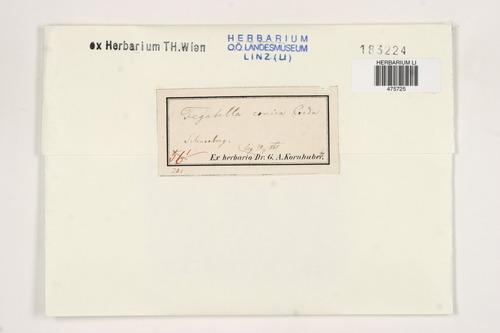 ex Herbarium TH.Wien
HERBARIUM
O.Ö. LANDESMUSEUM
LINZ (LI)
183224
HERBARIUM LI
475725
Fegatella conica Corda
Ex herbario Dr. G. A. Kornhuber.